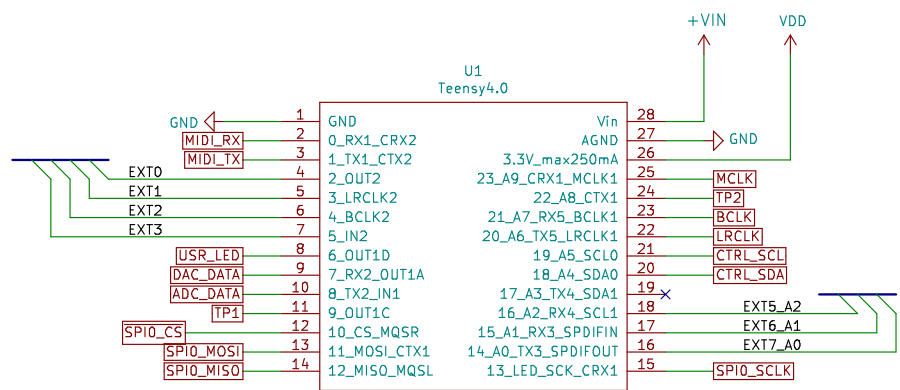 +VIN VDD
U1
Teensy4.0
GND 1 GND Vin 28
MIDI_RX 2 0_RX1_CRX2 AGND 27 GND
MIDI_TX 3 1_TX1_CTX2 3.3V_max250mA 26
EXT0 4 2_OUT2 23_A9_CRX1_MCLK1 25 MCLK
EXT1 5 3_LRCLK2 22_A8_CTX1 24 TP2
EXT2 6 4_BCLK2 21_A7_RX5_BCLK1 23 BCLK
EXT3 7 5_IN2 20_A6_TX5_LRCLK1 22 LRCLK
USR_LED 8 6_OUT1D 19_A5_SCL0 21 CTRL_SCL
DAC_DATA 9 7_RX2_OUT1A 18_A4_SDA0 20 CTRL_SDA
ADC_DATA 10 8_TX2_IN1 17_A3_TX4_SDA1 19
TP1 11 9_OUT1C 16_A2_RX4_SCL1 18 EXT5_A2
SPI0_CS 12 10_CS_MQSR 15_A1_RX3_SPDIFIN 17 EXT6_A1
SPI0_MOSI 13 11_MOSI_CTX1 14_A0_TX3_SPDIFOUT 16 EXT7_A0
SPI0_MISO 14 12_MISO_MQSL 13_LED_SCK_CRX1 15 SPI0_SCLK